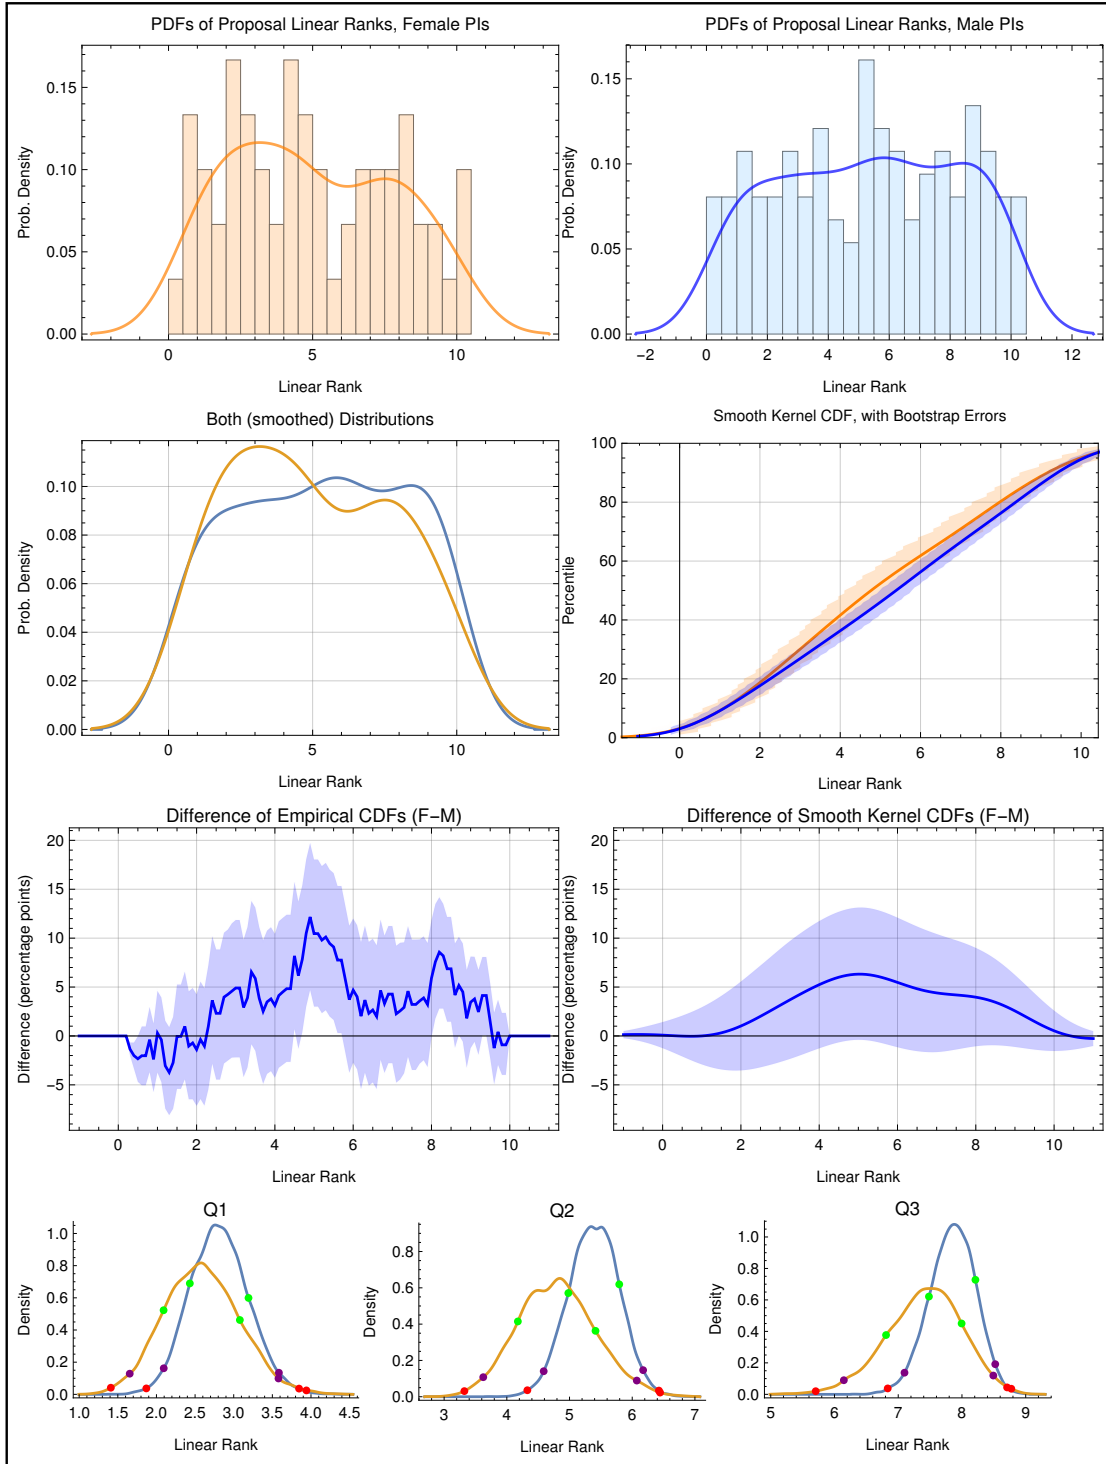 PDFs of Proposal Linear Ranks, Female PIs
PDFs of Proposal Linear Ranks, Male PIs
Prob. Density
0.15
0.10
0.05
0.00
0 5 10
Linear Rank
Prob. Density
0.15
0.10
0.05
0.00
−2 0 2 4 6 8 10 12
Linear Rank
Both (smoothed) Distributions
Smooth Kernel CDF, with Bootstrap Errors
Prob. Density
0.10
0.08
0.06
0.04
0.02
0.00
0 5 10
Linear Rank
Percentile
100
80
60
40
20
0
0 2 4 6 8 10
Linear Rank
Difference of Empirical CDFs (F−M)
Difference of Smooth Kernel CDFs (F−M)
Difference (percentage points)
20
15
10
5
0
−5
0 2 4 6 8 10
Linear Rank
Difference (percentage points)
20
15
10
5
0
−5
0 2 4 6 8 10
Linear Rank
Q1
Density
1.0
0.8
0.6
0.4
0.2
0.0
1.0 1.5 2.0 2.5 3.0 3.5 4.0 4.5
Linear Rank
Q2
Density
0.8
0.6
0.4
0.2
0.0
3 4 5 6 7
Linear Rank
Q3
Density
1.0
0.8
0.6
0.4
0.2
0.0
5 6 7 8 9
Linear Rank